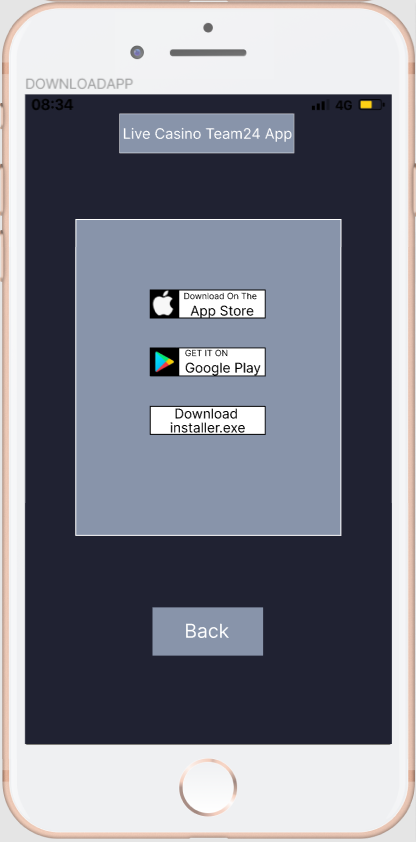 DOWNLOADAPP
08:34
4G
Live Casino Team24 App
Download On The
App Store
GET IT ON
Google Play
Download
installer.exe
Back